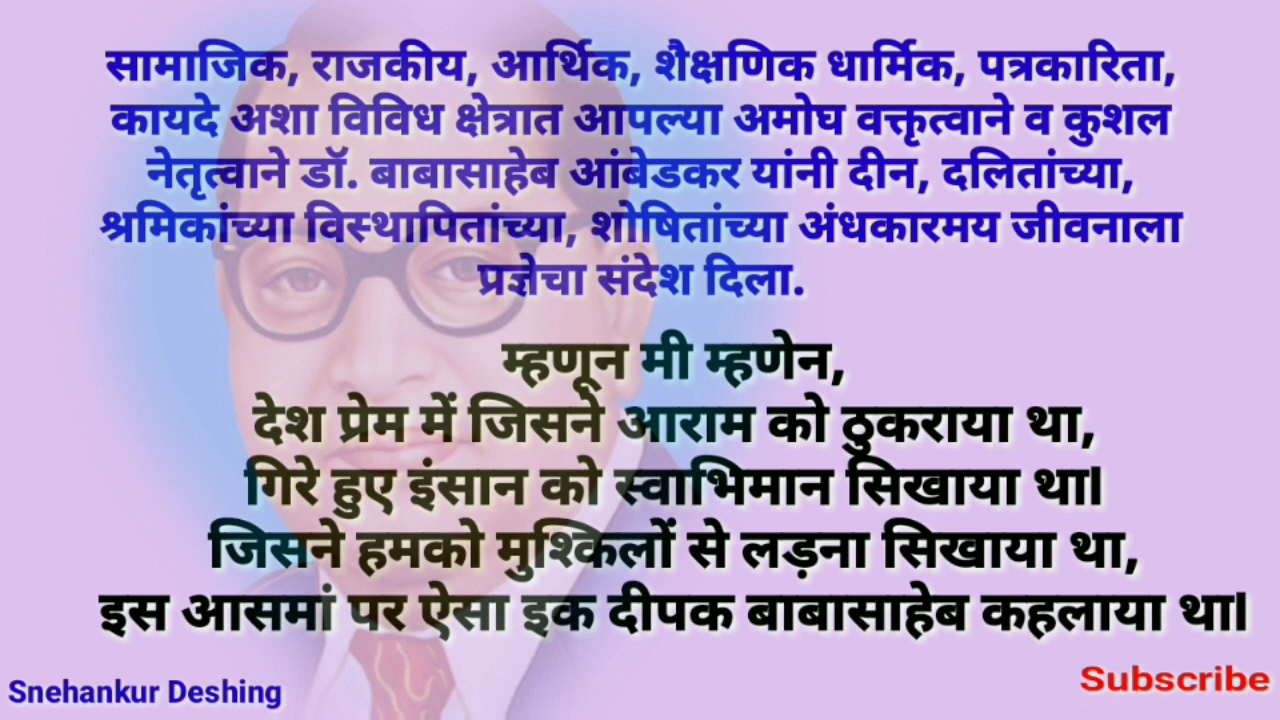 सामाजिक, राजकीय, आर्थिक, शैक्षणिक धार्मिक, पत्रकारिता,
कायदे अशा विविध क्षेत्रात आपल्या अमोघ वक्तृत्वाने व कुशल
नेतृत्वाने डॉ. बाबासाहेब आंबेडकर यांनी दीन, दलितांच्या,
श्रमिकांच्या विस्थापितांच्या, शोषितांच्या अंधकारमय जीवनाला
प्रज्ञेचा संदेश दिला.
म्हणून मी म्हणेन,
देश प्रेम में जिसने आराम को ठुकराया था,
गिरे हुए इंसान को स्वाभिमान सिखाया था।
जिसने हमको मुश्किलों से लड़ना सिखाया था,
इस आसमां पर ऐसा इक दीपक बाबासाहेब कहलाया था।
Snehankur Deshing
Subscribe